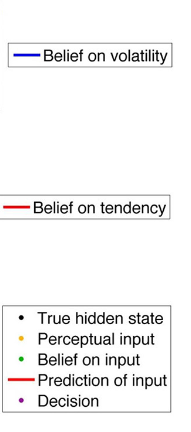 Belief on volatility
Belief on tendency
True hidden state
Perceptual input
Belief on input
Prediction of input
Decision